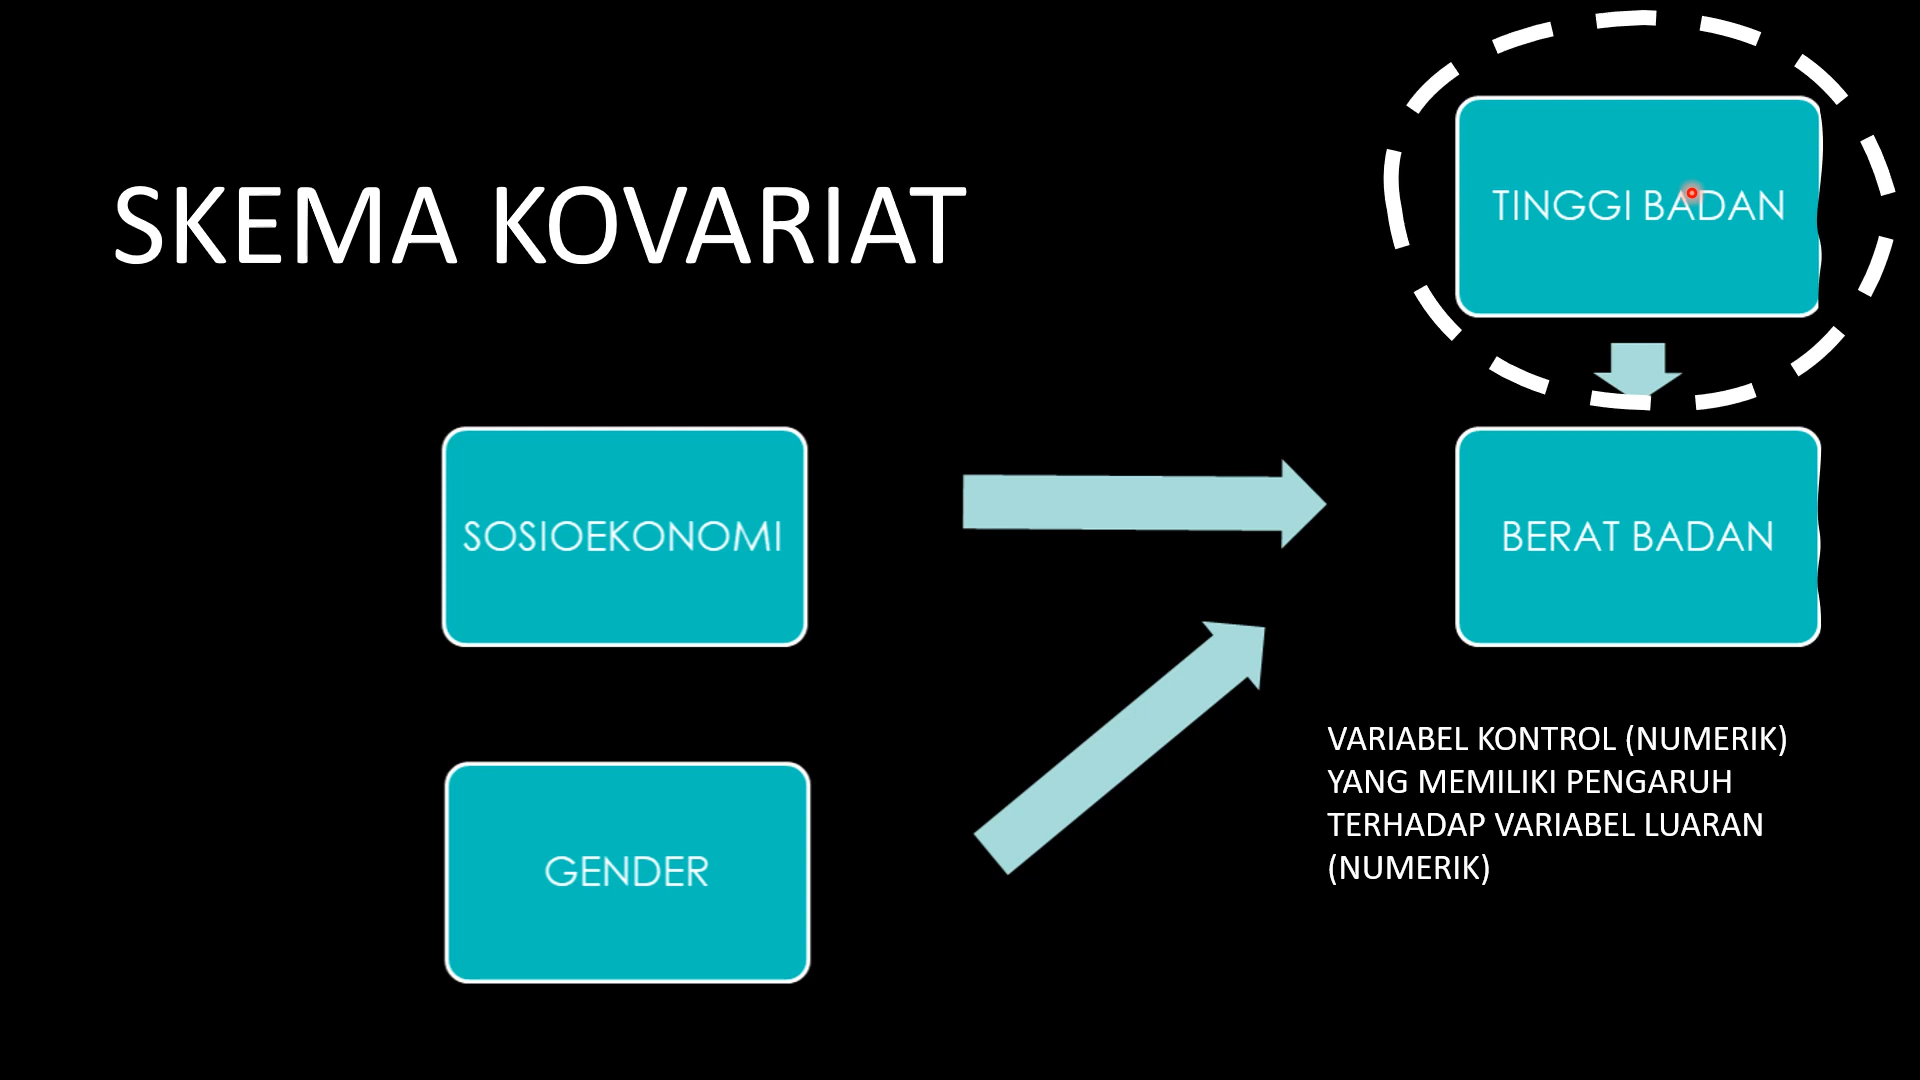 SKEMA KOVARIAT
TINGGI BADAN
SOSIOEKONOMI
BERAT BADAN
GENDER
VARIABEL KONTROL (NUMERIK)
YANG MEMILIKI PENGARUH
TERHADAP VARIABEL LUARAN
(NUMERIK)